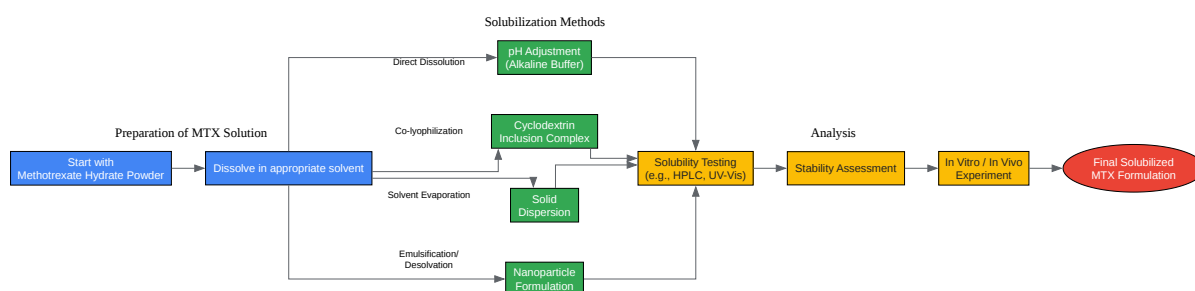 Solubilization Methods
pH Adjustment
(Alkaline Buffer)
Direct Dissolution
Preparation of MTX Solution
Co-lyophilization
Cyclodextrin
Inclusion Complex
Analysis
Start with
Methotrexate Hydrate Powder
Dissolve in appropriate solvent
Solubility Testing
(e.g., HPLC, UV-Vis)
Stability Assessment
In Vitro / In Vivo
Experiment
Final Solubilized
MTX Formulation
Solvent Evaporation
Solid
Dispersion
Emulsification/
Desolvation
Nanoparticle
Formulation